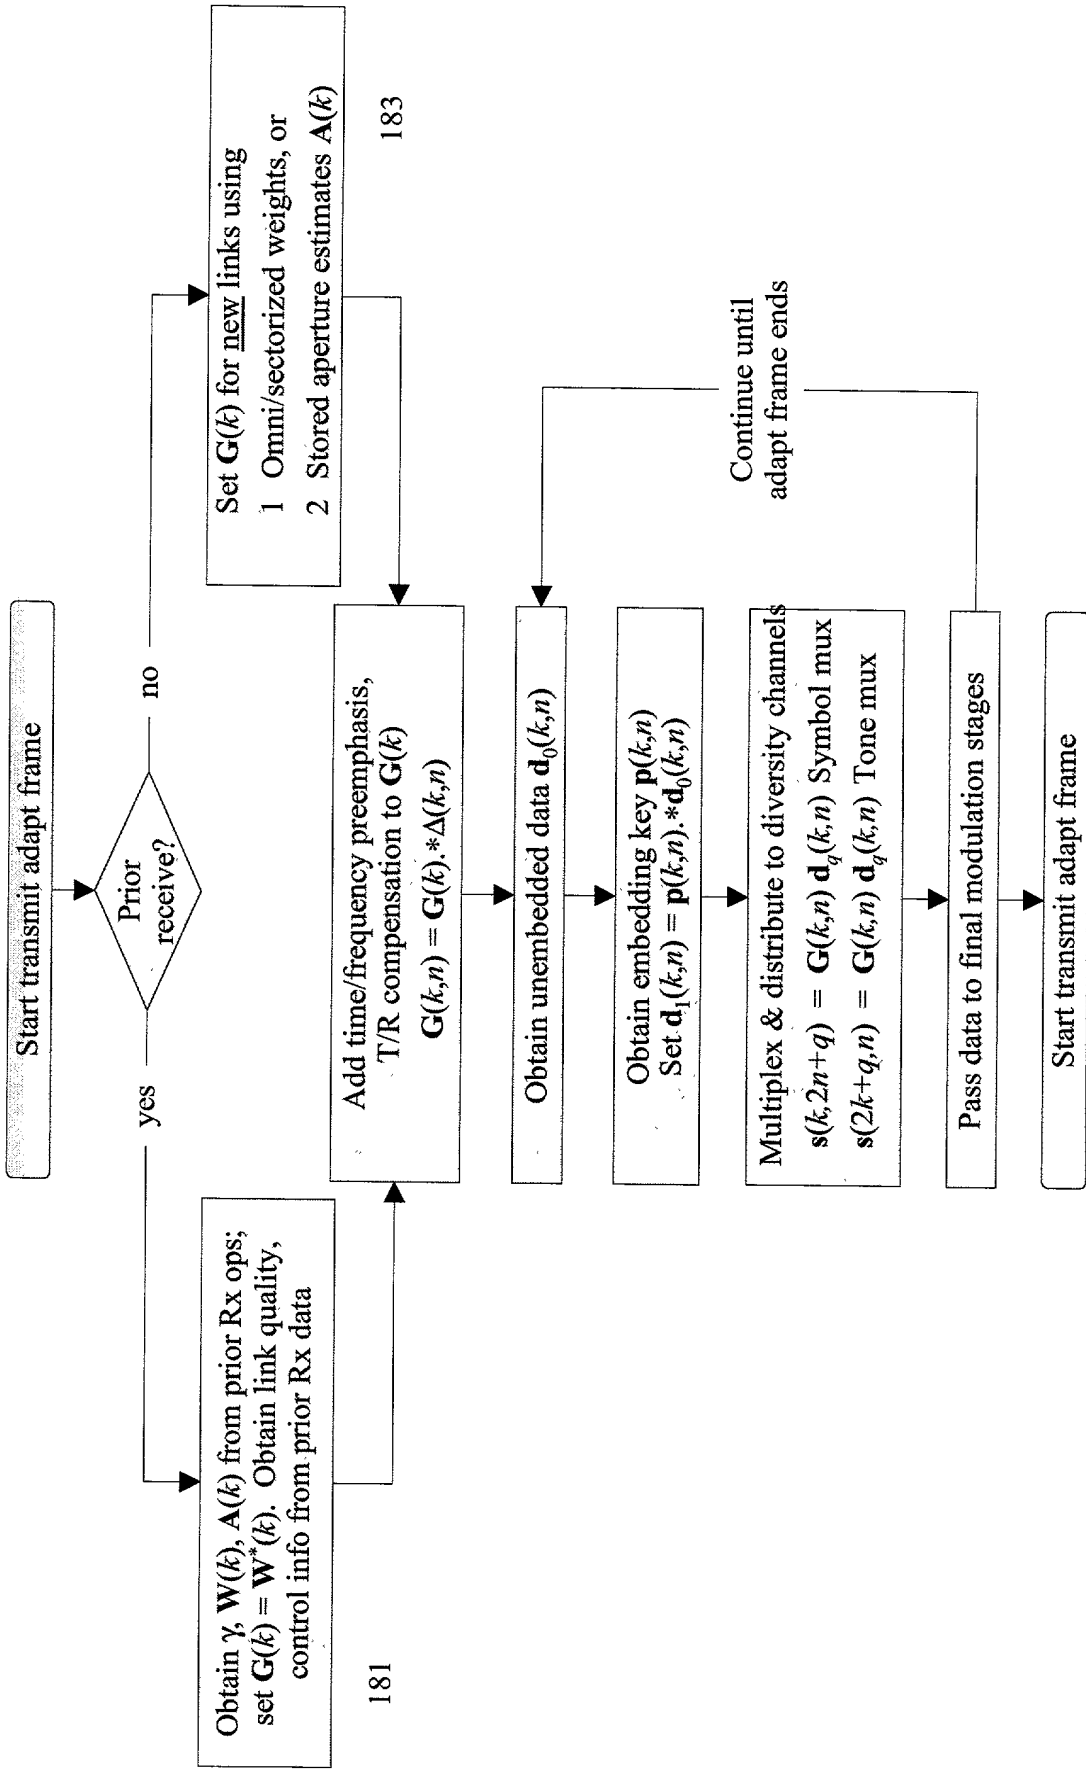 Start transmit adapt frame
Prior
receive?
yes
no
Obtain γ, W(k), A(k) from prior Rx ops;
set G(k) = W*(k). Obtain link quality,
control info from prior Rx data
181
Set G(k) for new links using
1 Omni/sectorized weights, or
2 Stored aperture estimates A(k)
183
Add time/frequency preemphasis,
T/R compensation to G(k)
G(k,n) = G(k).*Δ(k,n)
Obtain unembedded data d₀(k,n)
Obtain embedding key p(k,n)
Set d₁(k,n) = p(k,n).*d₀(k,n)
Multiplex & distribute to diversity channels
s(k,2n+q) = G(k,n) d_q(k,n) Symbol mux
s(2k+q,n) = G(k,n) d_q(k,n) Tone mux
Pass data to final modulation stages
Continue until
adapt frame ends
Start transmit adapt frame